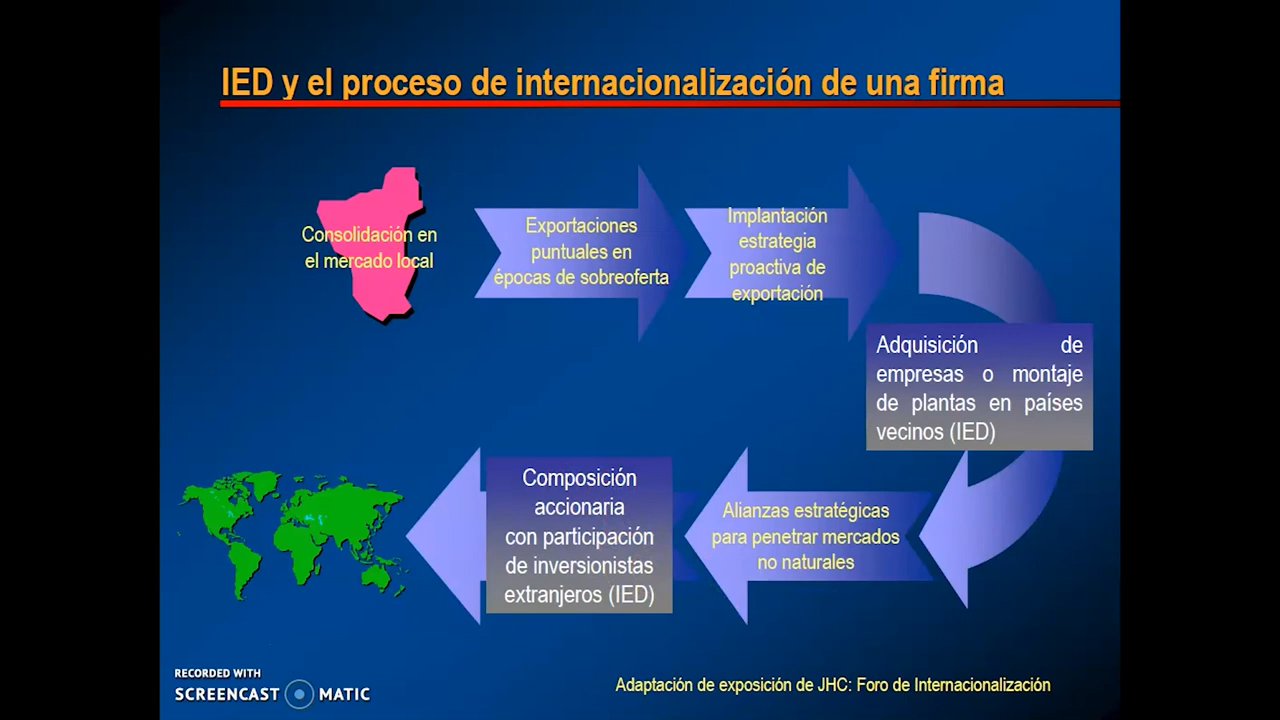 IED y el proceso de internacionalización de una firma
Consolidación en
el mercado local
Exportaciones
puntuales en
épocas de sobreoferta
Implantación
estrategia
proactiva de
exportación
Adquisición de
empresas o montaje
de plantas en países
vecinos (IED)
Alianzas estratégicas
para penetrar mercados
no naturales
Composición
accionaria
con participación
de inversionistas
extranjeros (IED)
RECORDED WITH
SCREENCAST MATIC
Adaptación de exposición de JHC: Foro de Internacionalización